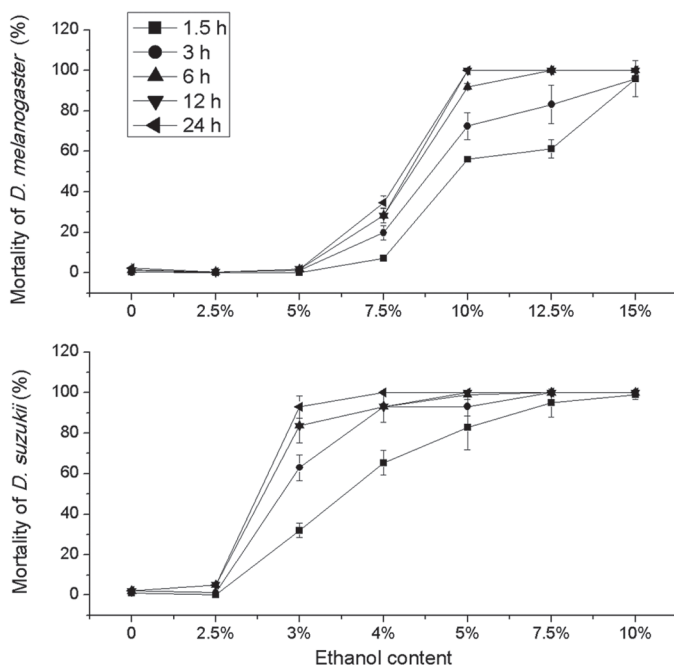 Mortality of D. melanogaster (%)
120
100
80
60
40
20
0
1.5 h
3 h
6 h
12 h
24 h
0 2.5% 5% 7.5% 10% 12.5% 15%
Mortality of D. suzukii (%)
120
100
80
60
40
20
0
0 2.5% 3% 4% 5% 7.5% 10%
Ethanol content